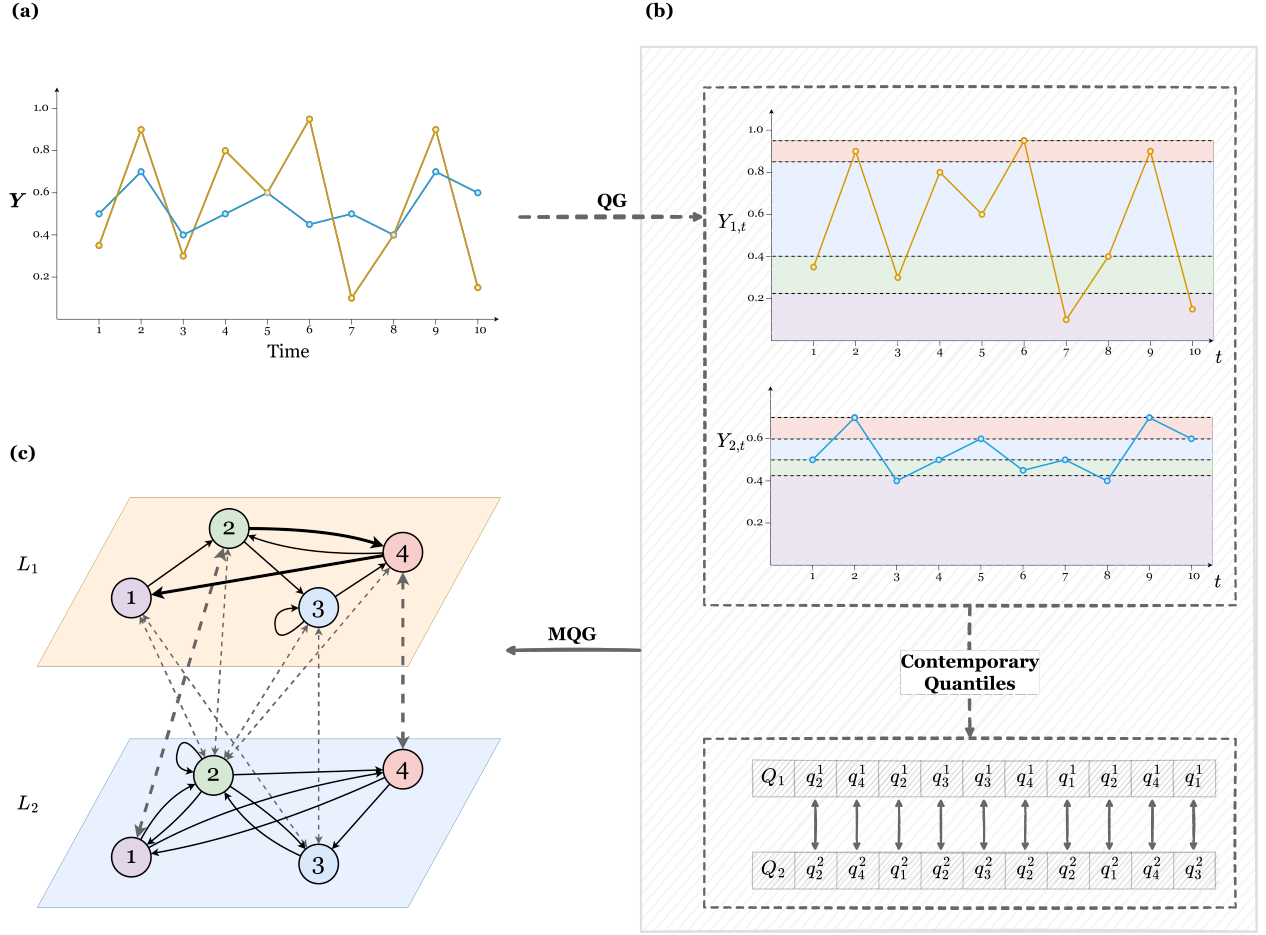 (a)
1.0
0.8
0.6
0.4
0.2
Y
1 2 3 4 5 6 7 8 9 10
Time
QG
(b)
1.0
0.8
0.6
0.4
0.2
Y₁,ₜ
1 2 3 4 5 6 7 8 9 10
t
0.6
0.4
0.2
Y₂,ₜ
1 2 3 4 5 6 7 8 9 10
t
Contemporary
Quantiles
Q₁ q₂¹ q₄¹ q₂¹ q₃¹ q₃¹ q₄¹ q₁¹ q₂¹ q₄¹ q₁¹
Q₂ q₂² q₄² q₁² q₂² q₃² q₂² q₂² q₁² q₄² q₃²
MQG
(c)
L₁
2
4
1
3
L₂
2
4
1
3